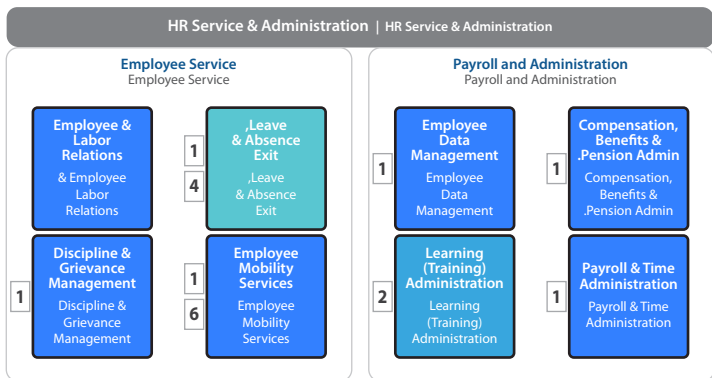 HR Service & Administration | HR Service & Administration
Employee Service
Employee Service
Employee &
Labor
Relations
& Employee
Labor
Relations
1
4
,Leave
& Absence
Exit
,Leave
& Absence
Exit
1
Discipline &
Grievance
Management
Discipline &
Grievance
Management
1
6
Employee
Mobility
Services
Employee
Mobility
Services
Payroll and Administration
Payroll and Administration
1
Employee
Data
Management
Employee
Data
Management
1
Compensation,
Benefits &
.Pension Admin
Compensation,
Benefits &
.Pension Admin
2
Learning
(Training)
Administration
Learning
(Training)
Administration
1
Payroll & Time
Administration
Payroll & Time
Administration